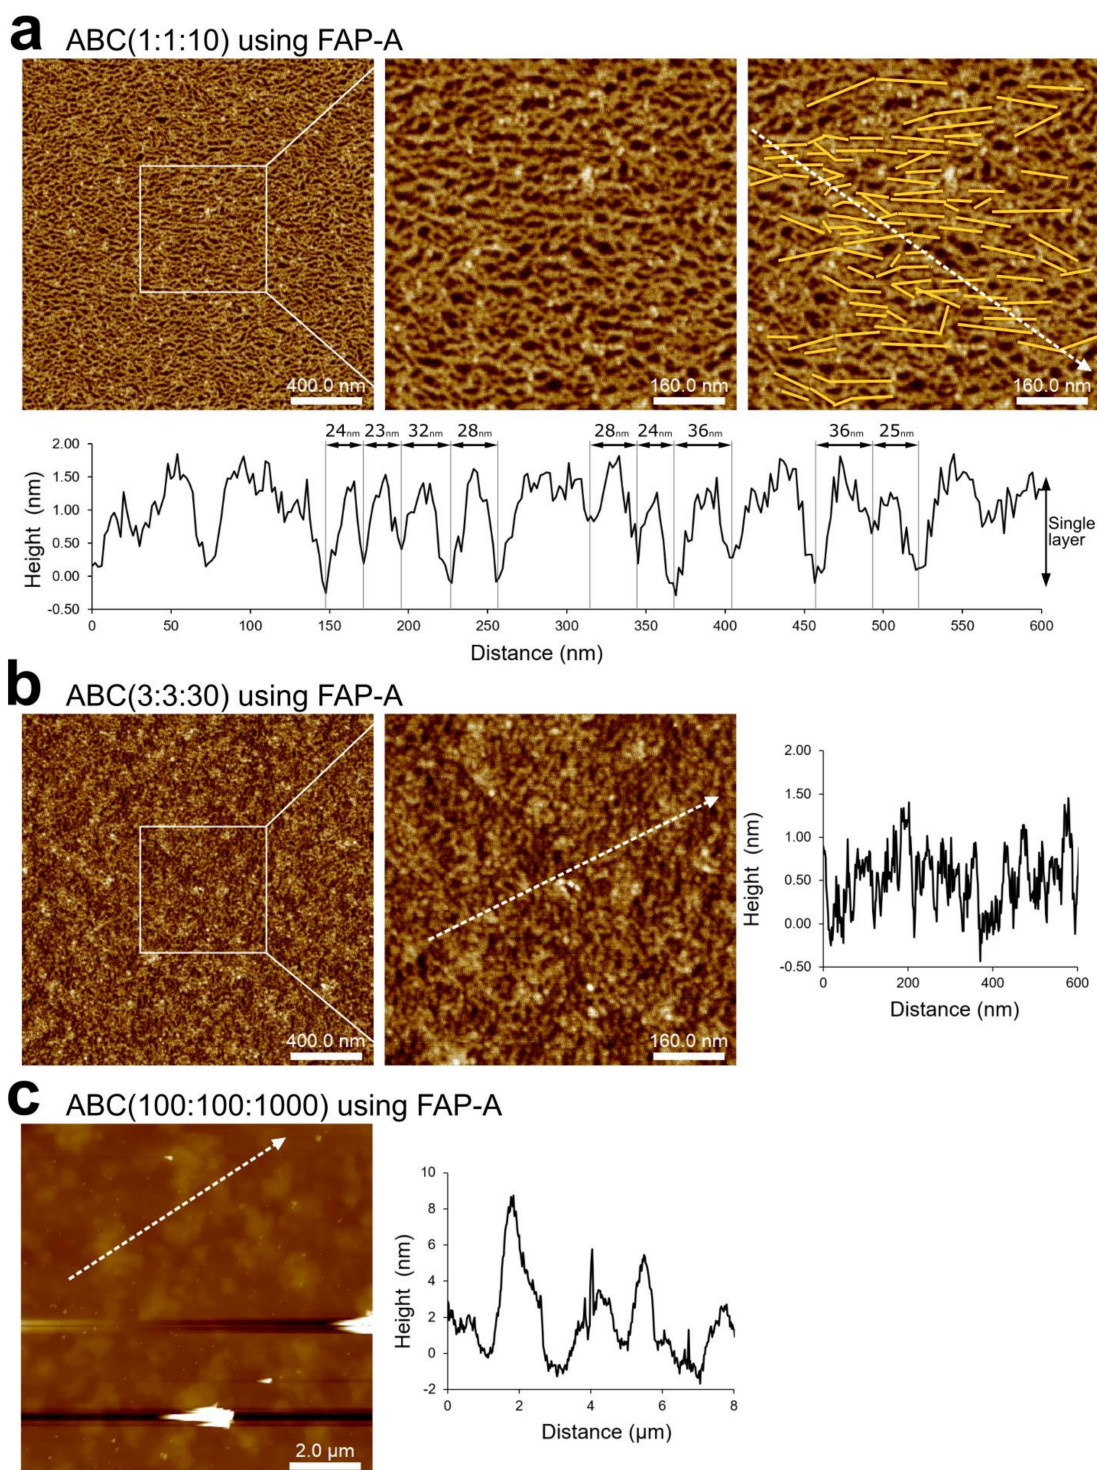 a ABC(1:1:10) using FAP-A
400.0 nm
160.0 nm
160.0 nm
24nm 23nm 32nm 28nm 28nm 24nm 36nm 36nm 25nm
2.00
1.50
1.00
0.50
0.00
-0.50
Height (nm)
Single
layer
0 50 100 150 200 250 300 350 400 450 500 550 600
Distance (nm)
b ABC(3:3:30) using FAP-A
400.0 nm
160.0 nm
2.00
1.50
1.00
0.50
0.00
-0.50
Height (nm)
0 200 400 600
Distance (nm)
c ABC(100:100:1000) using FAP-A
2.0 µm
10
8
6
4
2
0
-2
Height (nm)
0 2 4 6 8
Distance (µm)